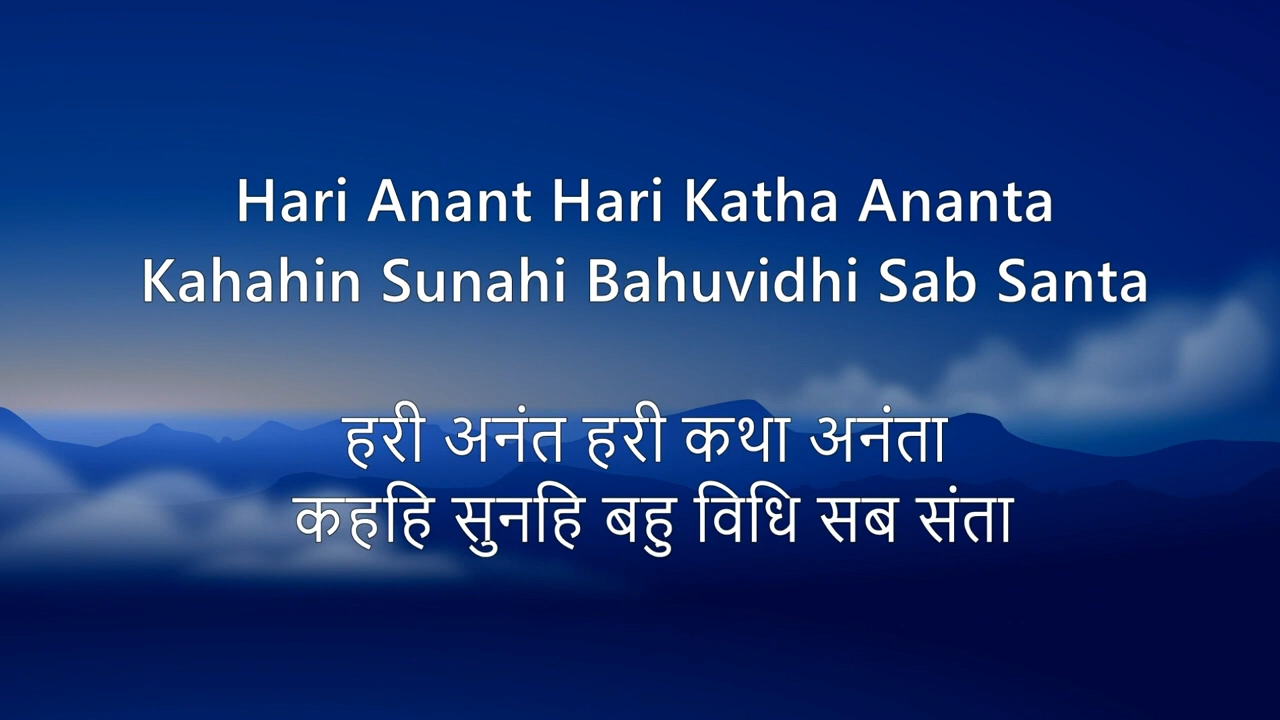 Hari Anant Hari Katha Ananta
Kahahin Sunahi Bahuvidhi Sab Santa
हरी अनंत हरी कथा अनंता
कहहि सुनहि बहु विधि सब संता